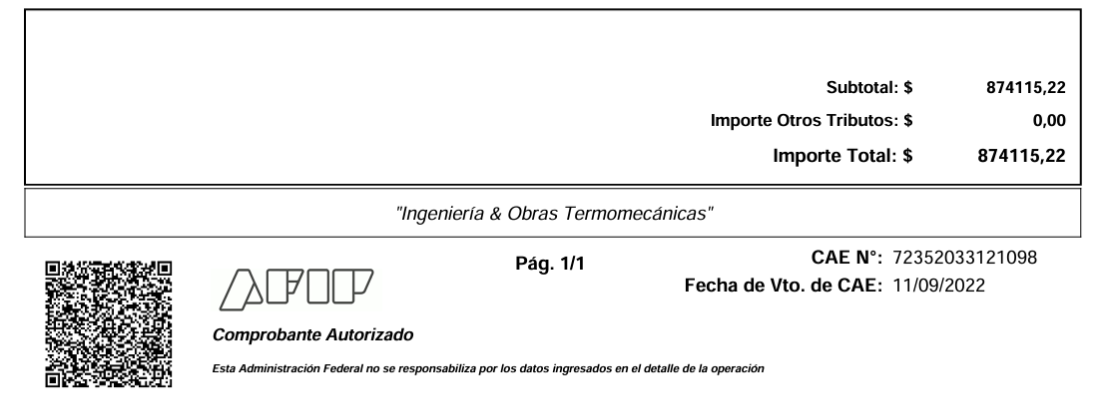 Subtotal: $ 874115,22
Importe Otros Tributos: $ 0,00
Importe Total: $ 874115,22
"Ingeniería & Obras Termomecánicas"
Pág. 1/1
CAE N°: 72352033121098
Fecha de Vto. de CAE: 11/09/2022
AFIP
Comprobante Autorizado
Esta Administración Federal no se responsabiliza por los datos ingresados en el detalle de la operación